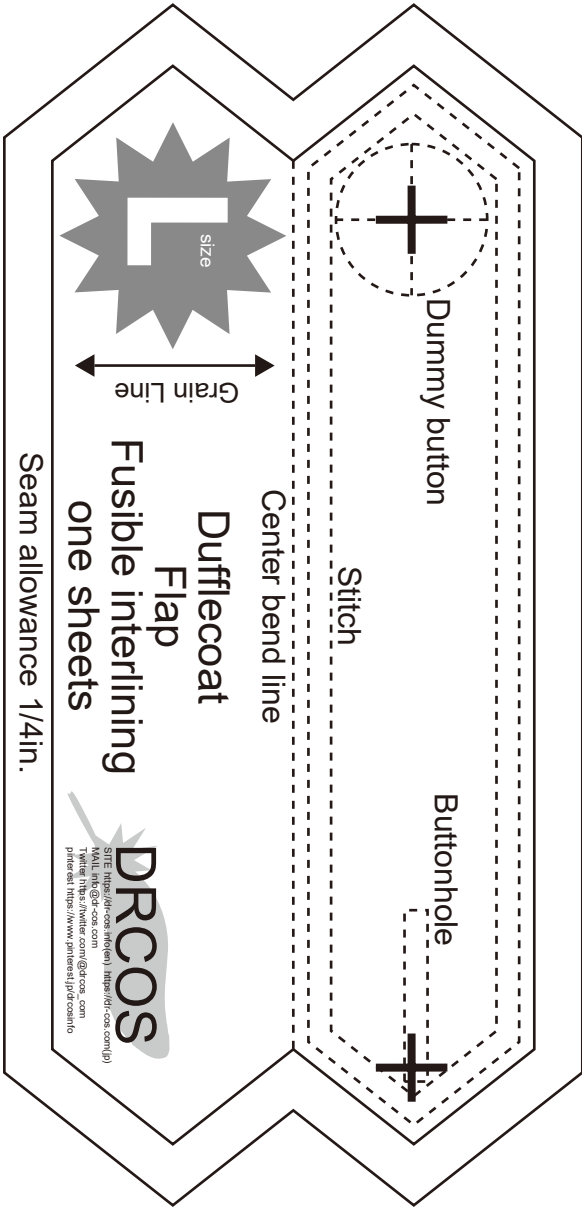 L
size
Grain Line
Dummy button
Center bend line
Stitch
Dufflecoat
Flap
Fusible interlining
one sheets
Seam allowance 1/4in.
Buttonhole
DRCOS
SITE https://dr-cos.info(en) https://dr-cos.com(jp)
MAIL info@dr-cos.com
Twitter https://twitter.com/@drcos_com
pinterest https://www.pinterest.jp/drcosinfo